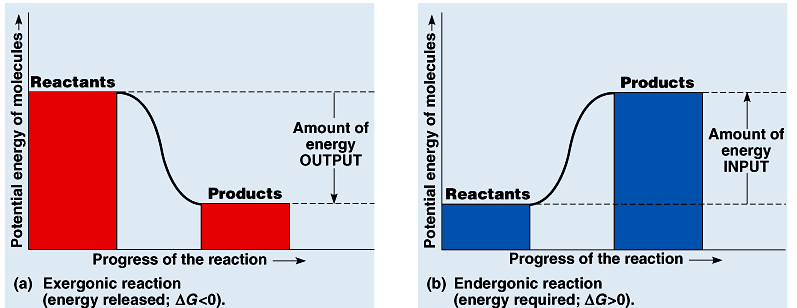 Potential energy of molecules →
Reactants
Amount of
energy
OUTPUT
Products
Progress of the reaction →
(a) Exergonic reaction
(energy released; ΔG<0).
Potential energy of molecules →
Products
Amount of
energy
INPUT
Reactants
Progress of the reaction →
(b) Endergonic reaction
(energy required; ΔG>0).